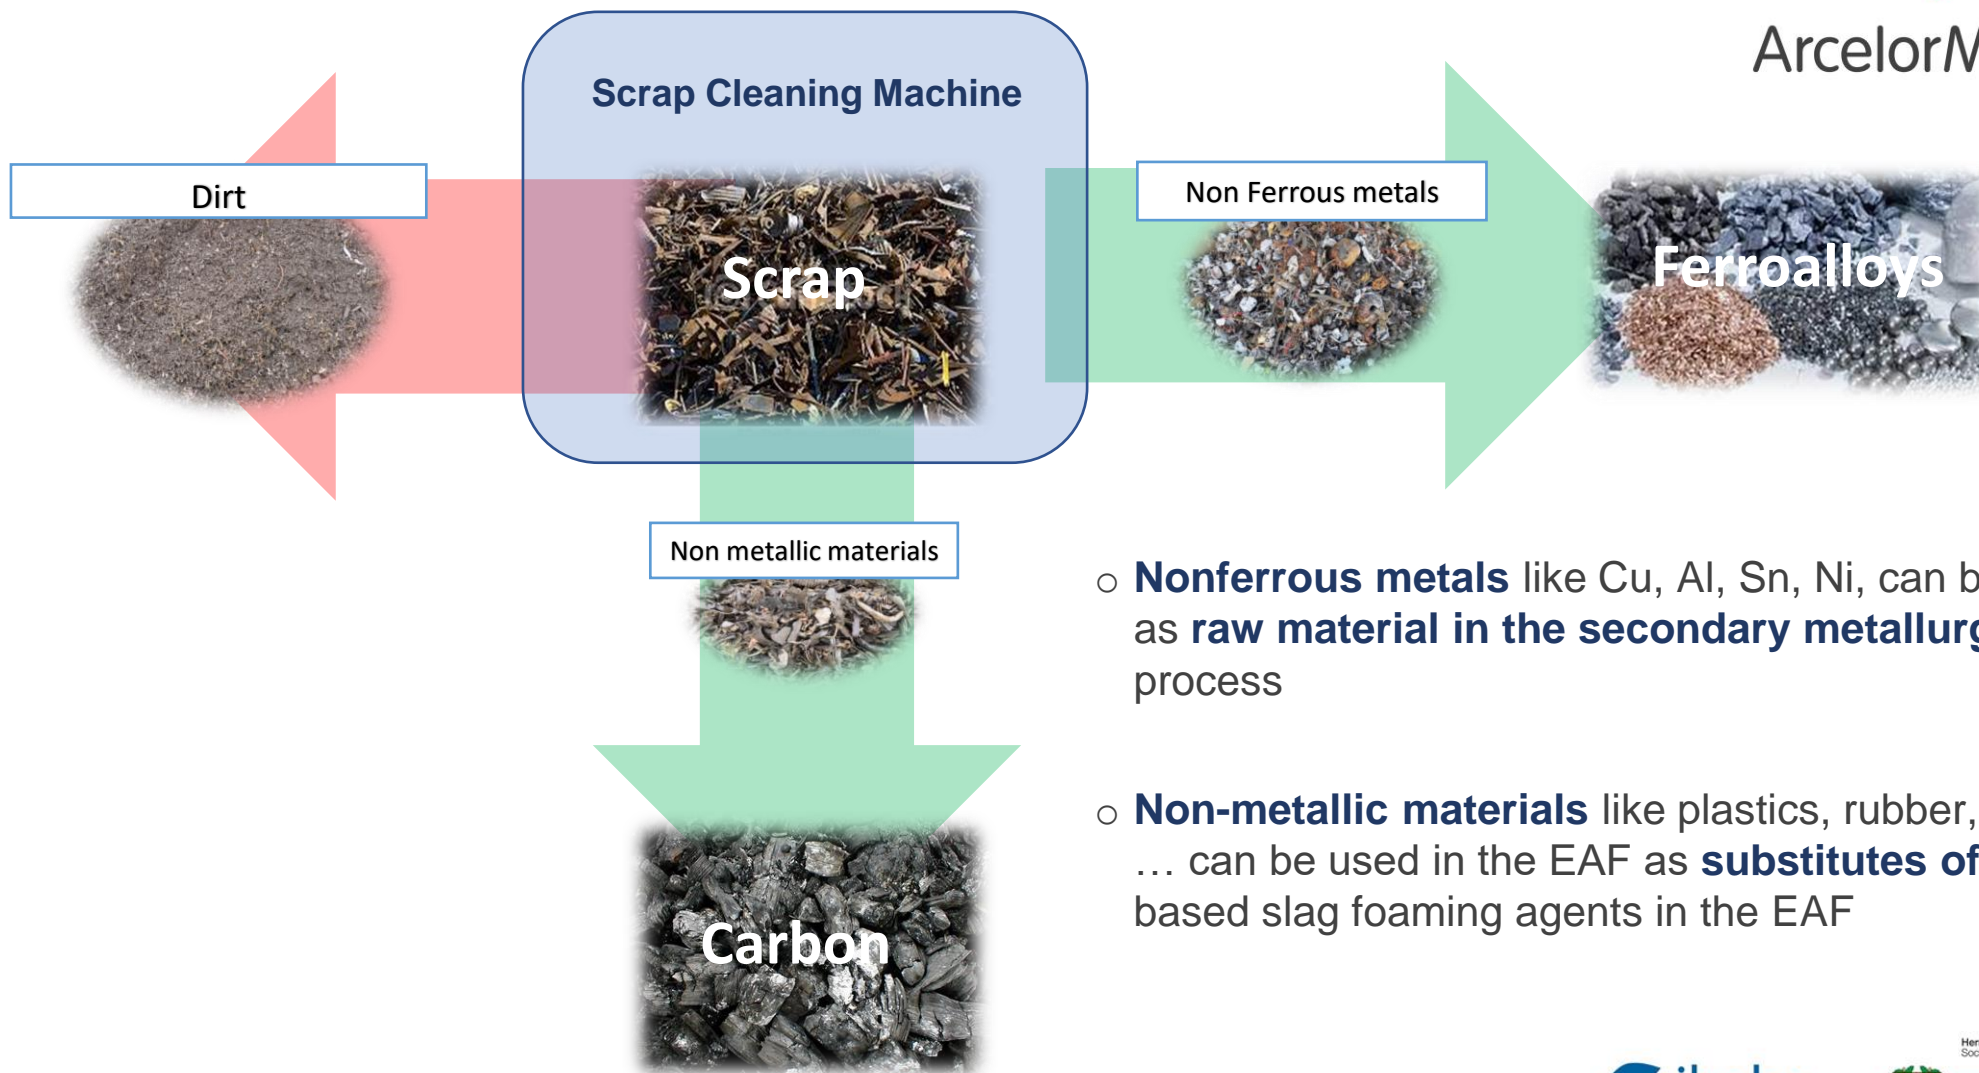 ArcelorM
Scrap Cleaning Machine
Dirt
Non Ferrous metals
Scrap
Ferroalloys
Non metallic materials
○ Nonferrous metals like Cu, Al, Sn, Ni, can b
as raw material in the secondary metallurg
process
○ Non-metallic materials like plastics, rubber,
… can be used in the EAF as substitutes of
based slag foaming agents in the EAF
Carbon
Her
Soc